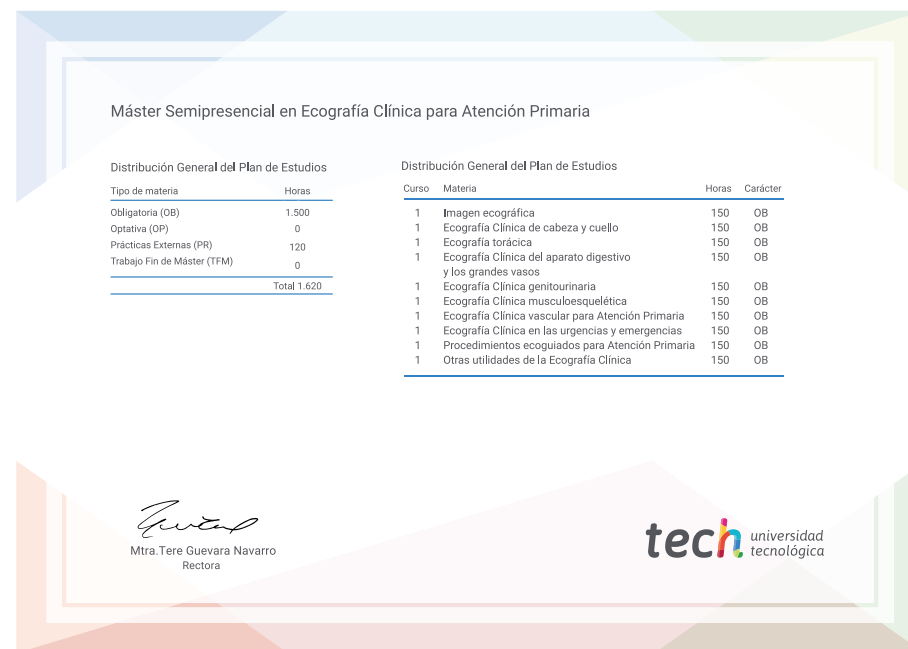 Máster Semipresencial en Ecografía Clínica para Atención Primaria
Distribución General del Plan de Estudios
Tipo de materia Horas
Obligatoria (OB) 1.500
Optativa (OP) 0
Prácticas Externas (PR) 120
Trabajo Fin de Máster (TFM) 0
Total 1.620
Distribución General del Plan de Estudios
Curso Materia Horas Carácter
1 Imagen ecográfica 150 OB
1 Ecografía Clínica de cabeza y cuello 150 OB
1 Ecografía torácica 150 OB
1 Ecografía Clínica del aparato digestivo 150 OB
y los grandes vasos
1 Ecografía Clínica genitourinaria 150 OB
1 Ecografía Clínica musculoesquelética 150 OB
1 Ecografía Clínica vascular para Atención Primaria 150 OB
1 Ecografía Clínica en las urgencias y emergencias 150 OB
1 Procedimientos ecoguiados para Atención Primaria 150 OB
1 Otras utilidades de la Ecografía Clínica 150 OB
Mtra.Tere Guevara Navarro
Rectora
tech universidad
tecnológica